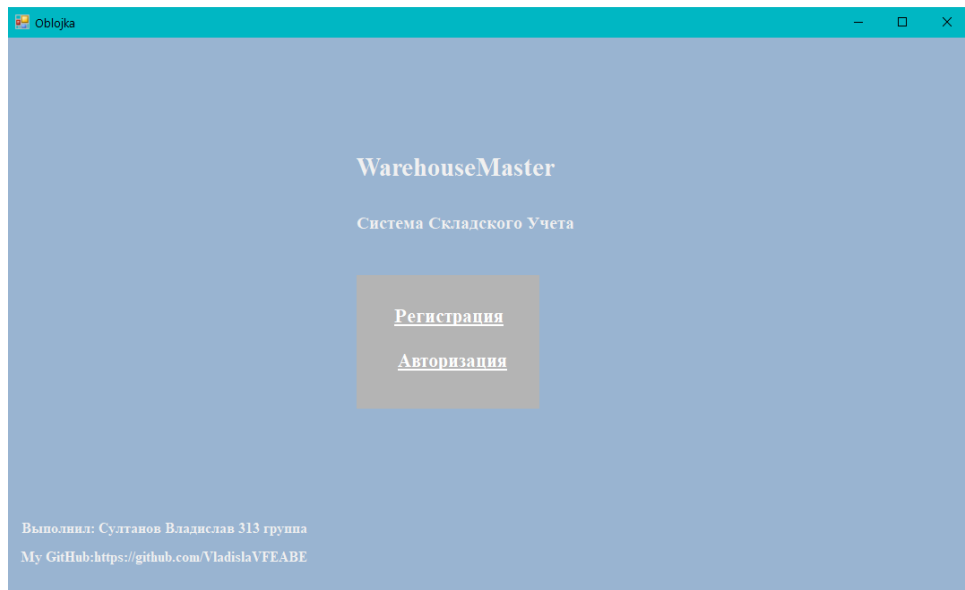 Oblojka
WarehouseMaster
Система Складского Учета
Регистрация
Авторизация
Выполнил: Султанов Владислав 313 группа
My GitHub:https://github.com/VladislaVFEABE